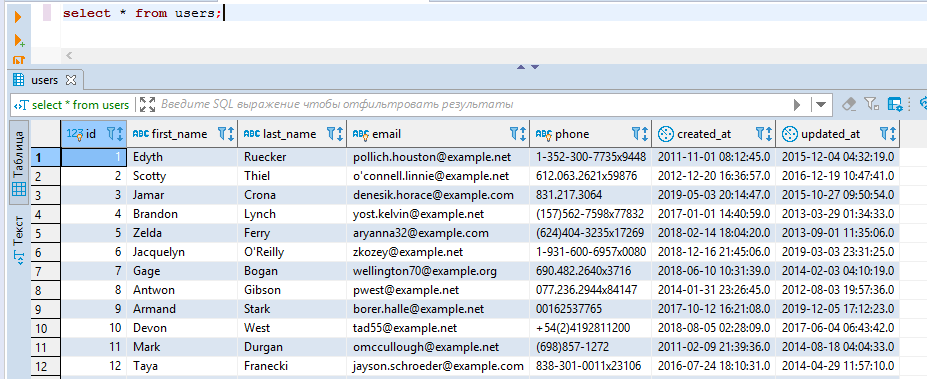 select * from users;
users
select * from users Введите SQL выражение чтобы отфильтровать результаты
Таблица
Текст
id first_name last_name email phone created_at updated_at
1 1 Edyth Ruecker pollich.houston@example.net 1-352-300-7735x9448 2011-11-01 08:12:45.0 2015-12-04 04:32:19.0
2 2 Scotty Thiel o'connell.linnie@example.net 612.063.2621x59876 2012-12-20 16:36:57.0 2016-12-19 10:47:41.0
3 3 Jamar Crona denesik.horace@example.com 831.217.3064 2019-05-03 20:14:47.0 2015-10-27 09:50:54.0
4 4 Brandon Lynch yost.kelvin@example.net (157)562-7598x77832 2017-01-01 14:40:59.0 2013-03-29 01:34:33.0
5 5 Zelda Ferry aryanna32@example.com (624)404-3235x17269 2018-02-14 18:04:20.0 2013-09-01 11:35:06.0
6 6 Jacquelyn O'Reilly zkozey@example.net 1-931-600-6957x0080 2018-12-16 21:45:06.0 2019-03-03 23:31:25.0
7 7 Gage Bogan wellington70@example.org 690.482.2640x3716 2018-06-10 10:31:39.0 2014-02-03 04:10:19.0
8 8 Antwon Gibson pwest@example.net 077.236.2944x84147 2014-01-31 23:26:45.0 2012-08-03 19:57:36.0
9 9 Armand Stark borer.halle@example.net 00162537765 2017-10-12 16:21:08.0 2019-12-05 17:12:23.0
10 10 Devon West tad55@example.net +54(2)4192811200 2018-08-05 02:28:09.0 2017-06-04 06:43:42.0
11 11 Mark Durgan omccullough@example.net (698)857-1272 2011-02-09 21:39:36.0 2014-08-18 04:04:33.0
12 12 Taya Franecki jayson.schroeder@example.com 838-301-0011x23106 2016-07-24 18:10:31.0 2014-04-29 11:57:10.0